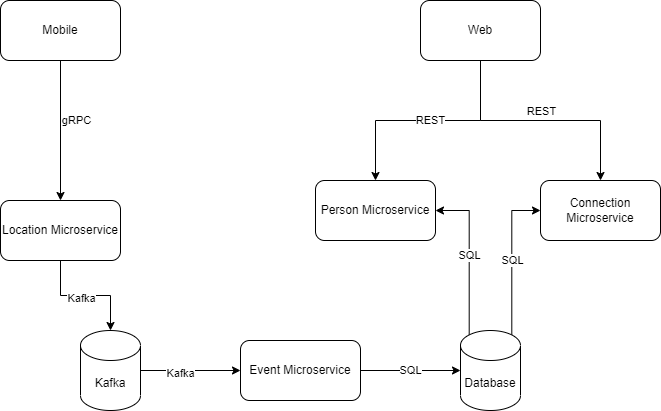 Mobile
Web
gRPC
REST
REST
Location Microservice
Person Microservice
Connection
Microservice
SQL
SQL
Kafka
Kafka
Kafka
Event Microservice
SQL
Database